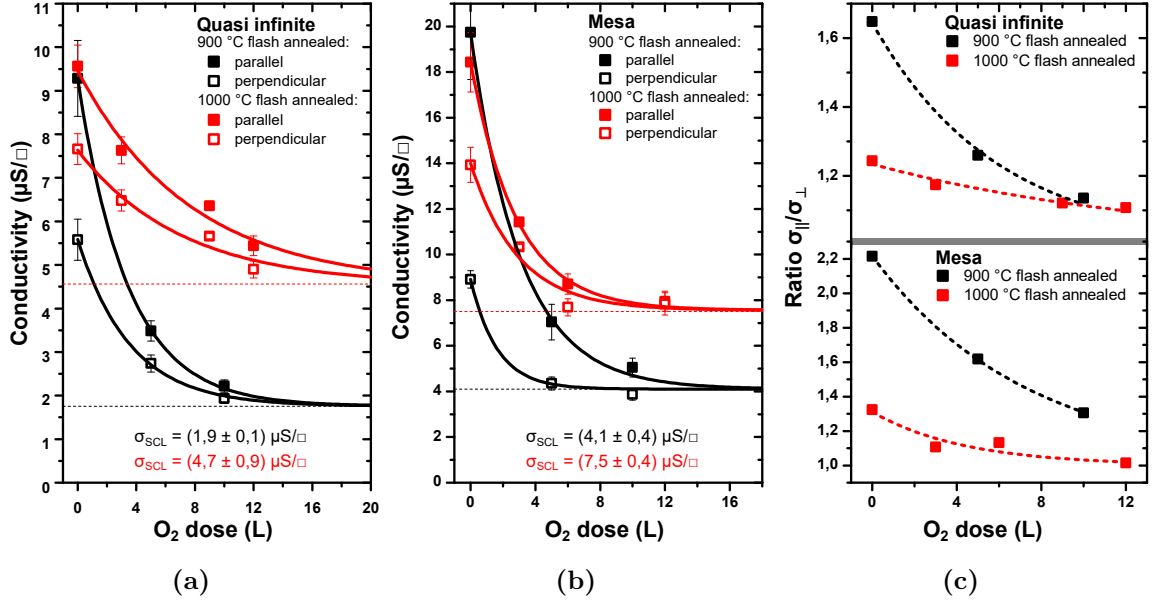 Quasi infinite
900 °C flash annealed:
parallel
perpendicular
1000 °C flash annealed:
parallel
perpendicular
Conductivity (µS/□)
11
10
9
8
7
6
5
4
3
2
1
0
σSCL = (1,9 ± 0,1) µS/□
σSCL = (4,7 ± 0,9) µS/□
0 4 8 12 16 20
O2 dose (L)
(a)
Mesa
900 °C flash annealed:
parallel
perpendicular
1000 °C flash annealed:
parallel
perpendicular
Conductivity (µS/□)
20
18
16
14
12
10
8
6
4
2
0
σSCL = (4,1 ± 0,4) µS/□
σSCL = (7,5 ± 0,4) µS/□
0 4 8 12 16
O2 dose (L)
(b)
Quasi infinite
900 °C flash annealed
1000 °C flash annealed
Ratio σ||/σ⊥
1,6
1,4
1,2
Mesa
900 °C flash annealed
1000 °C flash annealed
2,2
2,0
1,8
1,6
1,4
1,2
1,0
0 2 4 6 8 10 12
O2 dose (L)
(c)